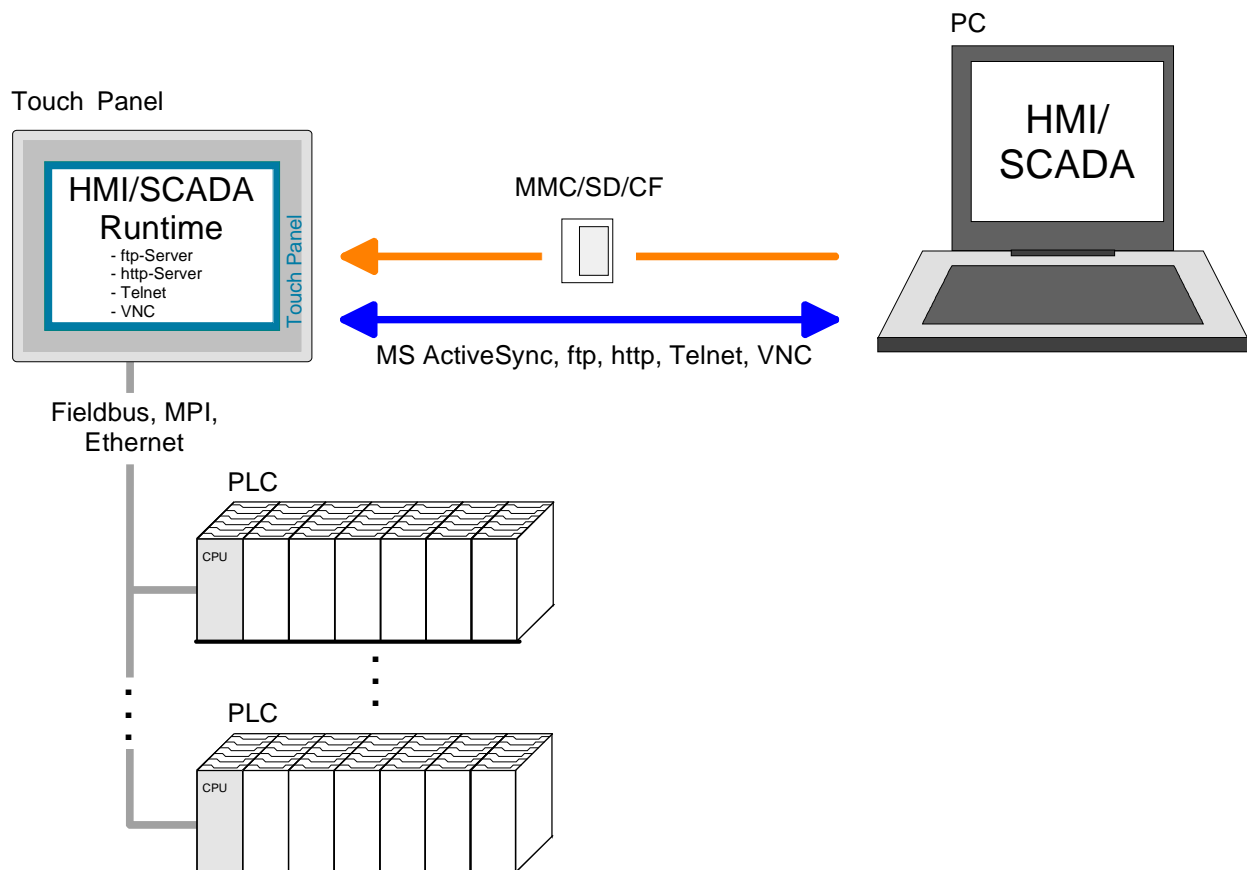 PC
Touch Panel
HMI/
SCADA
HMI/SCADA
Runtime
- ftp-Server
- http-Server
- Telnet
- VNC
Touch Panel
MMC/SD/CF
MS ActiveSync, ftp, http, Telnet, VNC
Fieldbus, MPI,
Ethernet
PLC
CPU
PLC
CPU